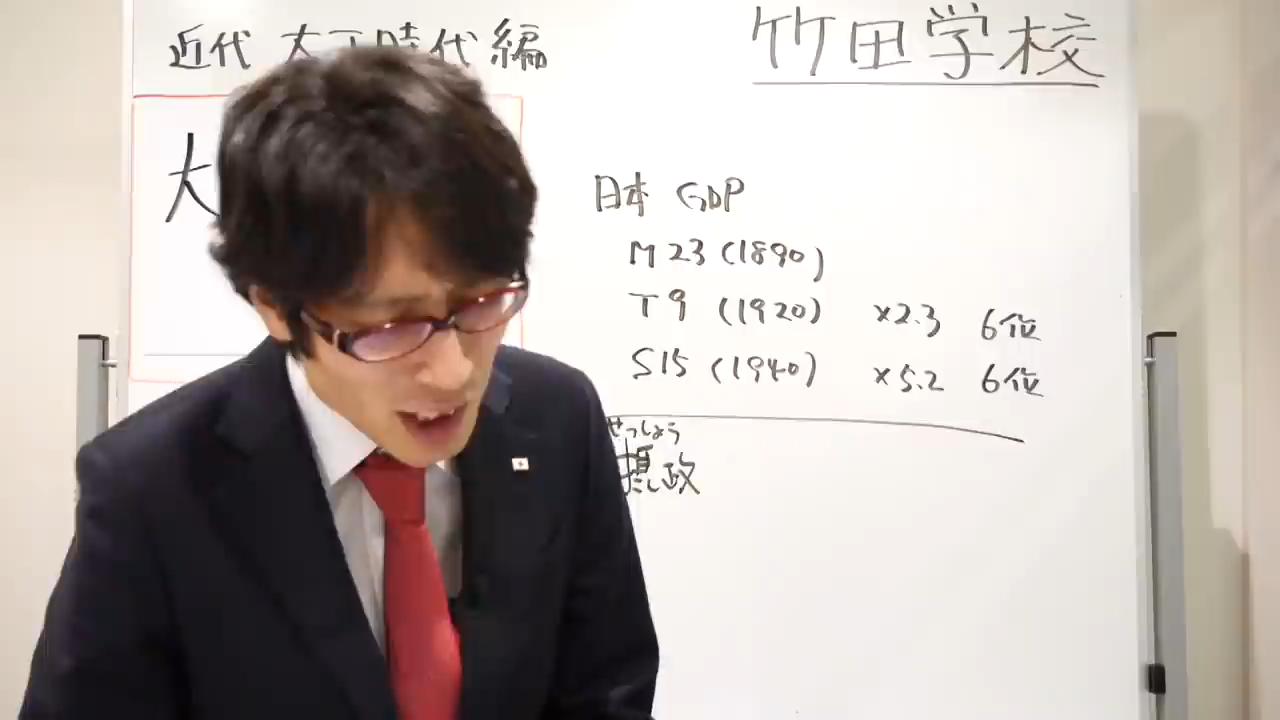 近代 大正時代編
竹田学校
大
日本 GDP
M23(1890)
T9 (1920) ×2.3 6位
S15 (1940) ×5.2 6位
せっしょう
摂政